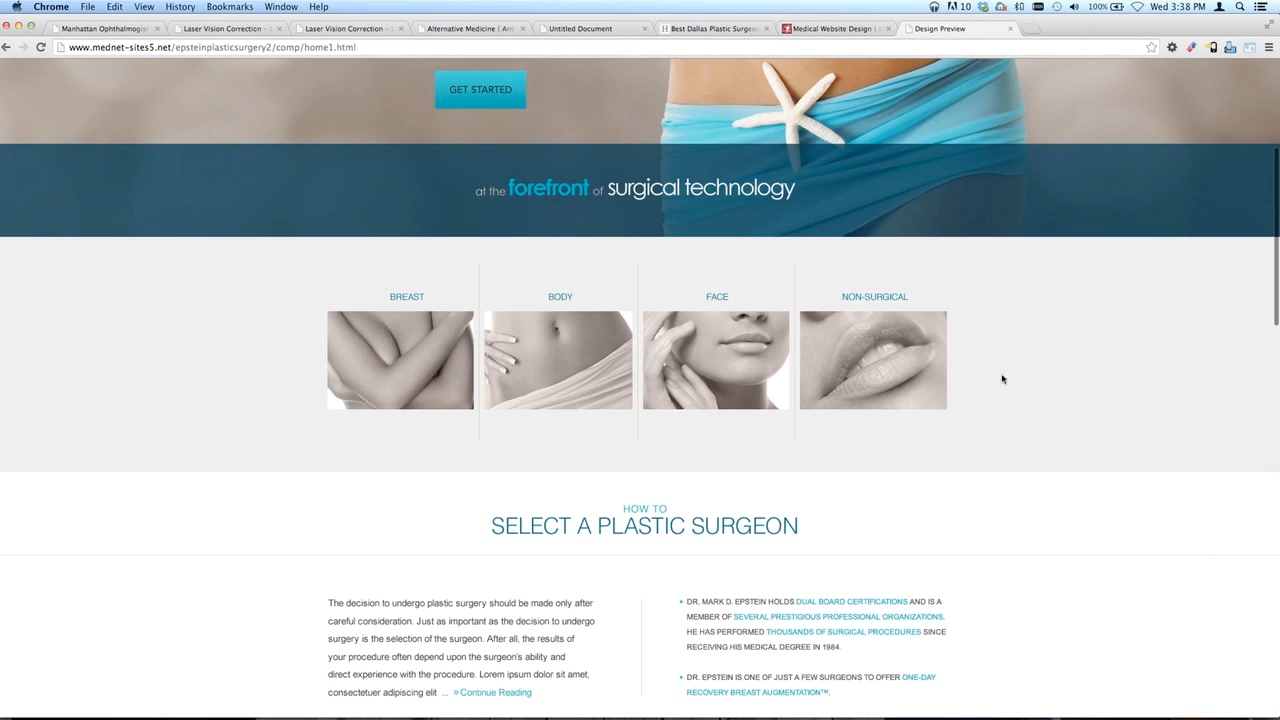 Chrome File Edit View History Bookmarks Window Help 10 100% Wed 3:38 PM
Manhattan Ophthalmologist Laser Vision Correction – Laser Vision Correction – Alternative Medicine | Untitled Document Best Dallas Plastic Surgeo Medical Website Design | Design Preview
www.mednet-sites5.net/epsteinplasticsurgery2/comp/home1.html
GET STARTED
at the forefront of surgical technology
BREAST BODY FACE NON-SURGICAL
HOW TO
SELECT A PLASTIC SURGEON
The decision to undergo plastic surgery should be made only after
careful consideration. Just as important as the decision to undergo
surgery is the selection of the surgeon. After all, the results of
your procedure often depend upon the surgeon's ability and
direct experience with the procedure. Lorem ipsum dolor sit amet,
consectetuer adipiscing elit ... » Continue Reading
• DR. MARK D. EPSTEIN HOLDS DUAL BOARD CERTIFICATIONS AND IS A
MEMBER OF SEVERAL PRESTIGIOUS PROFESSIONAL ORGANIZATIONS.
HE HAS PERFORMED THOUSANDS OF SURGICAL PROCEDURES SINCE
RECEIVING HIS MEDICAL DEGREE IN 1984.
• DR. EPSTEIN IS ONE OF JUST A FEW SURGEONS TO OFFER ONE-DAY
RECOVERY BREAST AUGMENTATION™.